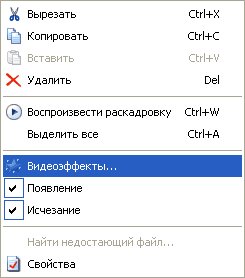 Вырезать Ctrl+X
Копировать Ctrl+C
Вставить Ctrl+V
Удалить Del
Воспроизвести раскадровку Ctrl+W
Выделить все Ctrl+A
Видеоэффекты...
Появление
Исчезание
Найти недостающий файл...
Свойства